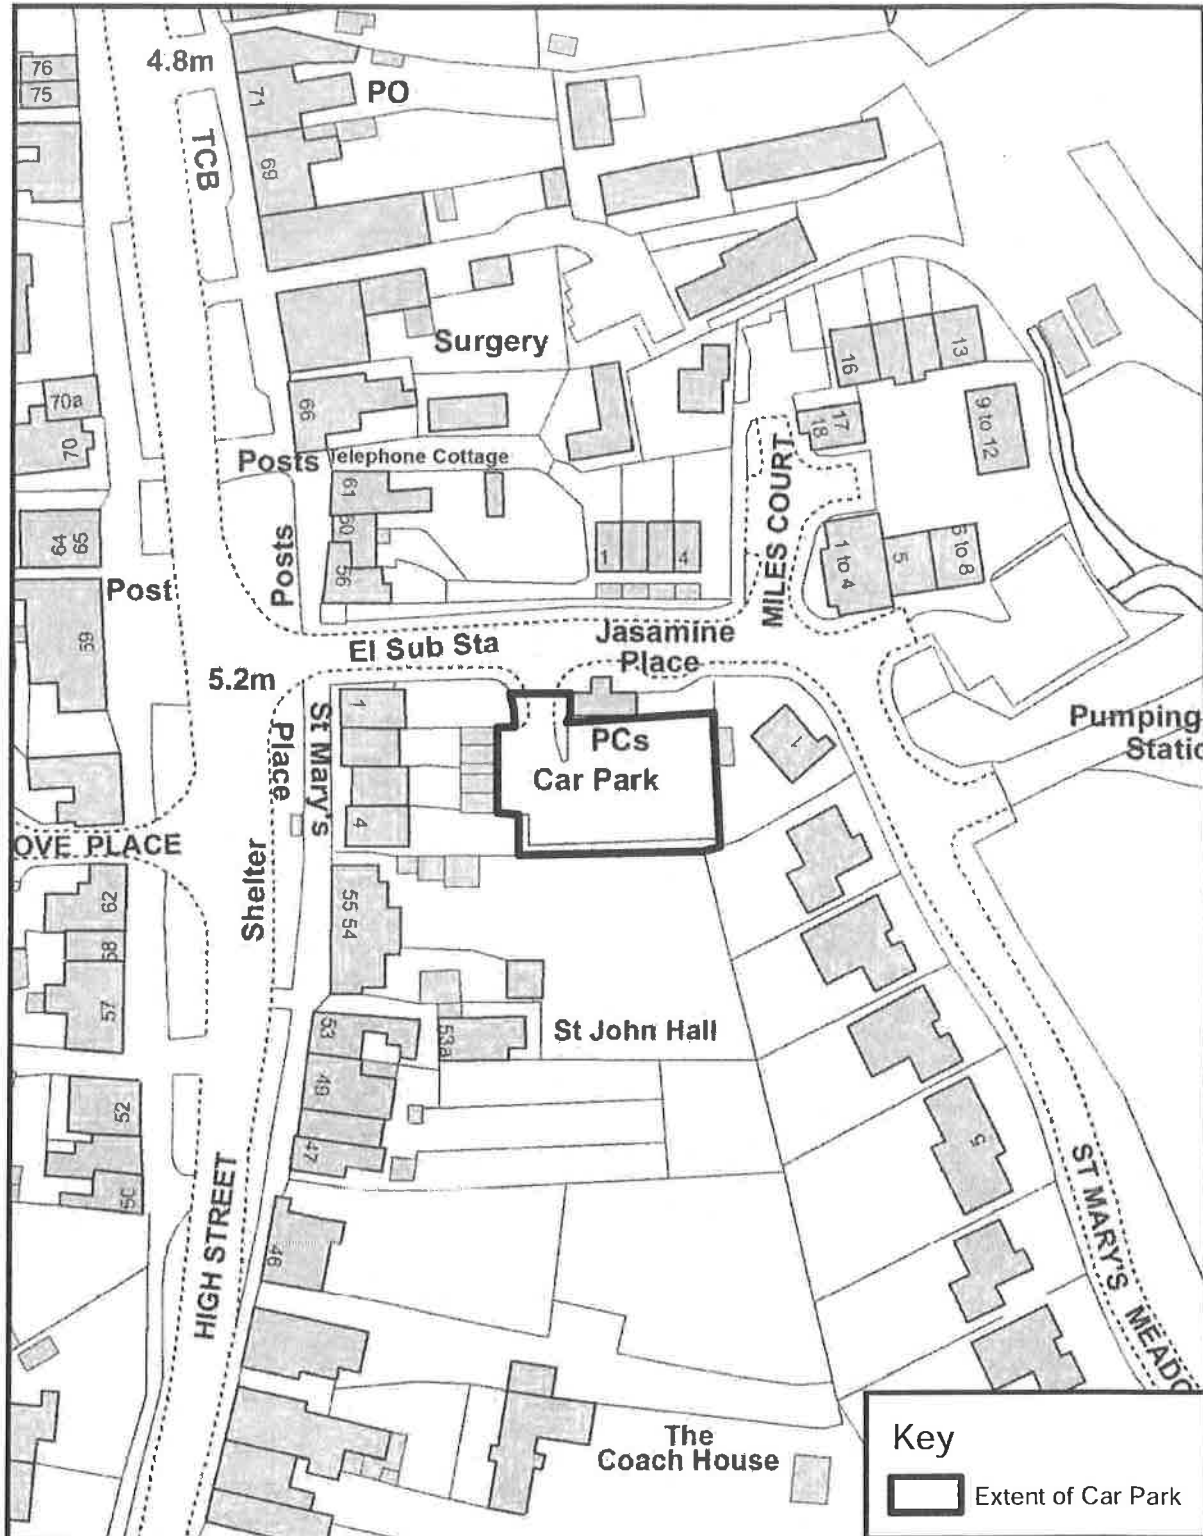 4.8m
76
75
71
PO
TCB
69
Surgery
16
13
70a
70
66
17
18
9 to 12
Posts
Telephone Cottage
61
60
56
Posts
64
65
Post
1
4
MILES COURT
1 to 4
5
6 to 8
59
El Sub Sta
Jasamine
Place
5.2m
St Mary's
Place
1
PCs
Car Park
1
Pumping
Static
4
OVE PLACE
Shelter
62
58
57
55 54
53
53a
St John Hall
49
47
52
50
5
HIGH STREET
46
ST MARY'S MEADO
The
Coach House
Key
Extent of Car Park